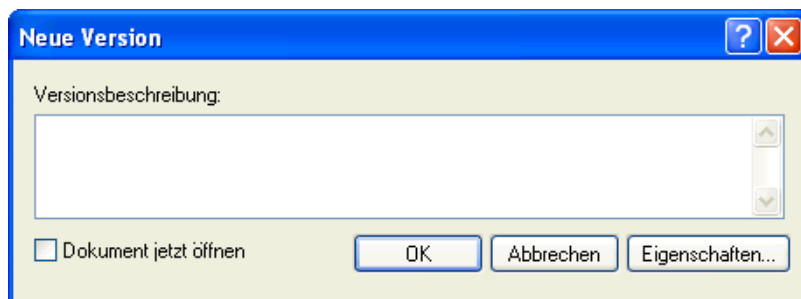 Neue Version
Versionsbeschreibung:
Dokument jetzt öffnen
OK
Abbrechen
Eigenschaften...